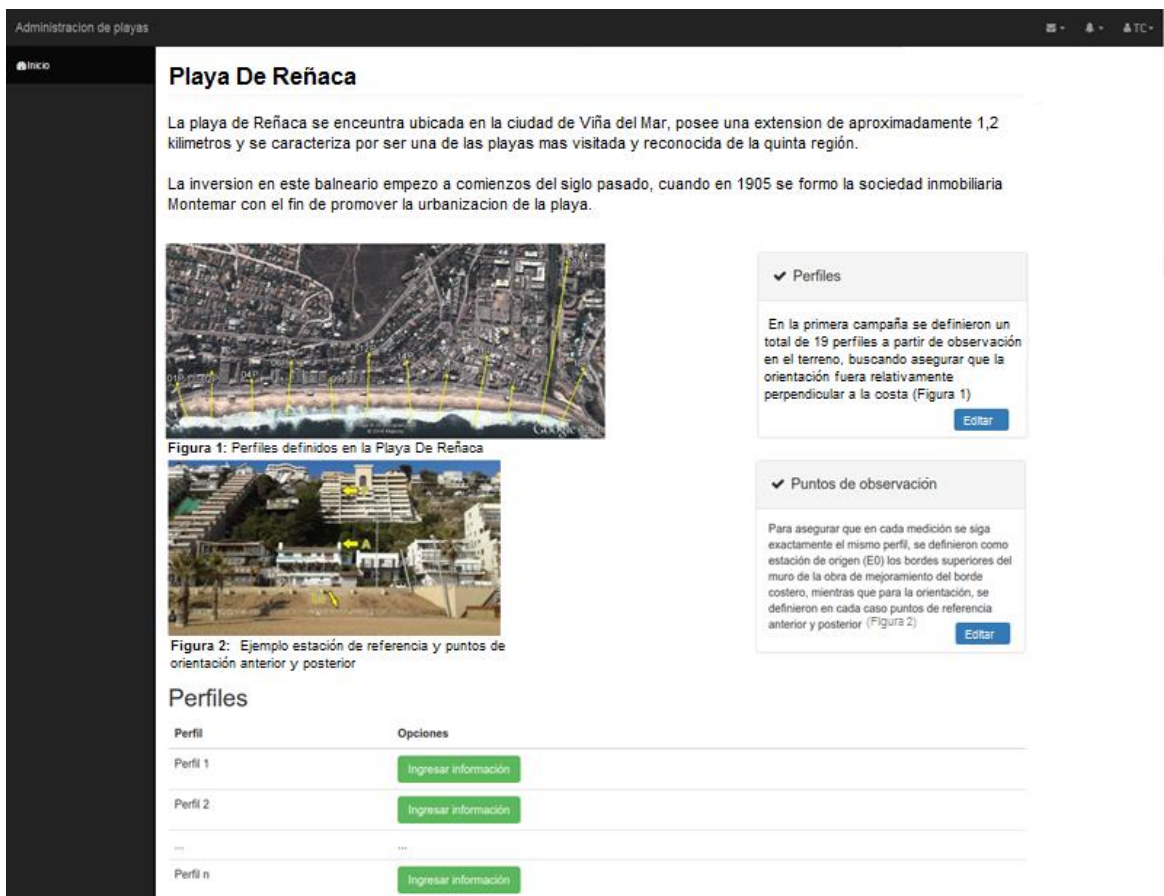 Administracion de playas
TC
Inicio
Playa De Reñaca
La playa de Reñaca se enceuntra ubicada en la ciudad de Viña del Mar, posee una extension de aproximadamente 1,2
kilimetros y se caracteriza por ser una de las playas mas visitada y reconocida de la quinta región.
La inversion en este balneario empezo a comienzos del siglo pasado, cuando en 1905 se formo la sociedad inmobiliaria
Montemar con el fin de promover la urbanizacion de la playa.
04P
Google
Figura 1: Perfiles definidos en la Playa De Reñaca
A
Figura 2: Ejemplo estación de referencia y puntos de
orientación anterior y posterior
Perfiles
En la primera campaña se definieron un
total de 19 perfiles a partir de observación
en el terreno, buscando asegurar que la
orientación fuera relativamente
perpendicular a la costa (Figura 1)
Editar
Puntos de observación
Para asegurar que en cada medición se siga
exactamente el mismo perfil, se definieron como
estación de origen (E0) los bordes superiores del
muro de la obra de mejoramiento del borde
costero, mientras que para la orientación, se
definieron en cada caso puntos de referencia
anterior y posterior (Figura 2)
Editar
Perfiles
Perfil Opciones
Perfil 1 Ingresar información
Perfil 2 Ingresar información
... ...
Perfil n Ingresar información